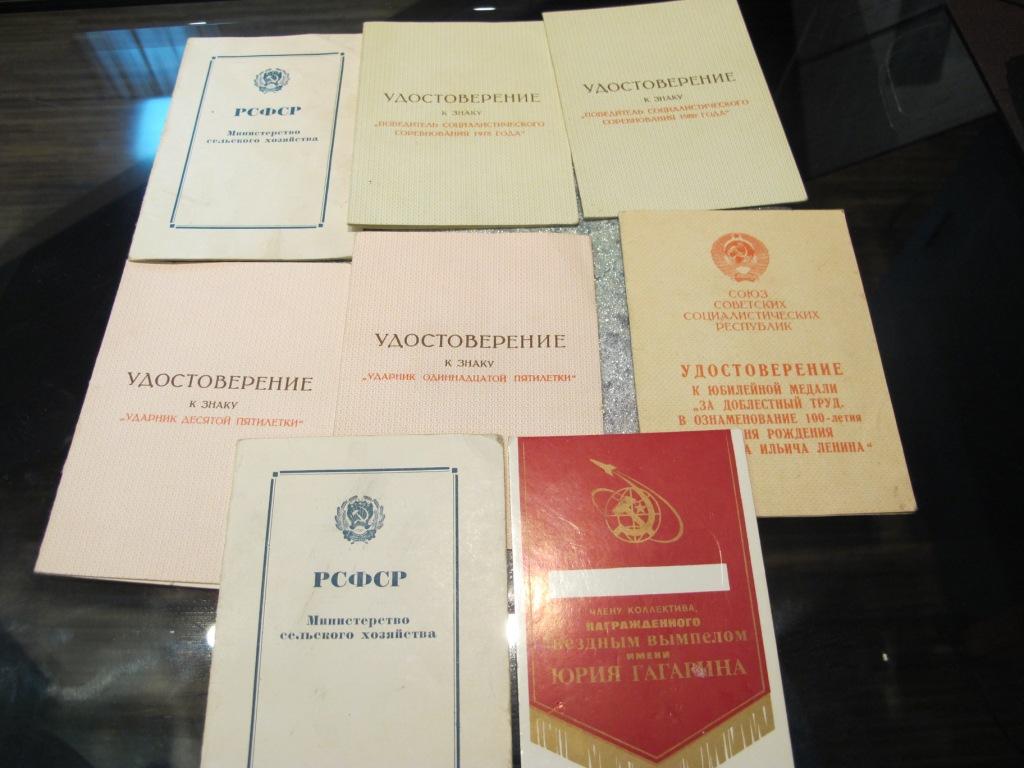 РСФСР
Министерство
сельского хозяйства
УДОСТОВЕРЕНИЕ
К ЗНАКУ
„ПОБЕДИТЕЛЬ СОЦИАЛИСТИЧЕСКОГО
СОРЕВНОВАНИЯ 1978 ГОДА"
УДОСТОВЕРЕНИЕ
К ЗНАКУ
„ПОБЕДИТЕЛЬ СОЦИАЛИСТИЧЕСКОГО
СОРЕВНОВАНИЯ 1980 ГОДА"
УДОСТОВЕРЕНИЕ
К ЗНАКУ
„УДАРНИК ДЕСЯТОЙ ПЯТИЛЕТКИ"
УДОСТОВЕРЕНИЕ
К ЗНАКУ
„УДАРНИК ОДИННАДЦАТОЙ ПЯТИЛЕТКИ"
СОЮЗ
СОВЕТСКИХ
СОЦИАЛИСТИЧЕСКИХ
РЕСПУБЛИК
УДОСТОВЕРЕНИЕ
К ЮБИЛЕЙНОЙ МЕДАЛИ
„ЗА ДОБЛЕСТНЫЙ ТРУД.
В ОЗНАМЕНОВАНИЕ 100-летия
НЯ РОЖДЕНИЯ
А ИЛЬИЧА ЛЕНИНА"
РСФСР
Министерство
сельского хозяйства
ЧЛЕНУ КОЛЛЕКТИВА,
НАГРАЖДЕННОГО
звездным вымпелом
ИМЕНИ
ЮРИЯ ГАГАРИНА